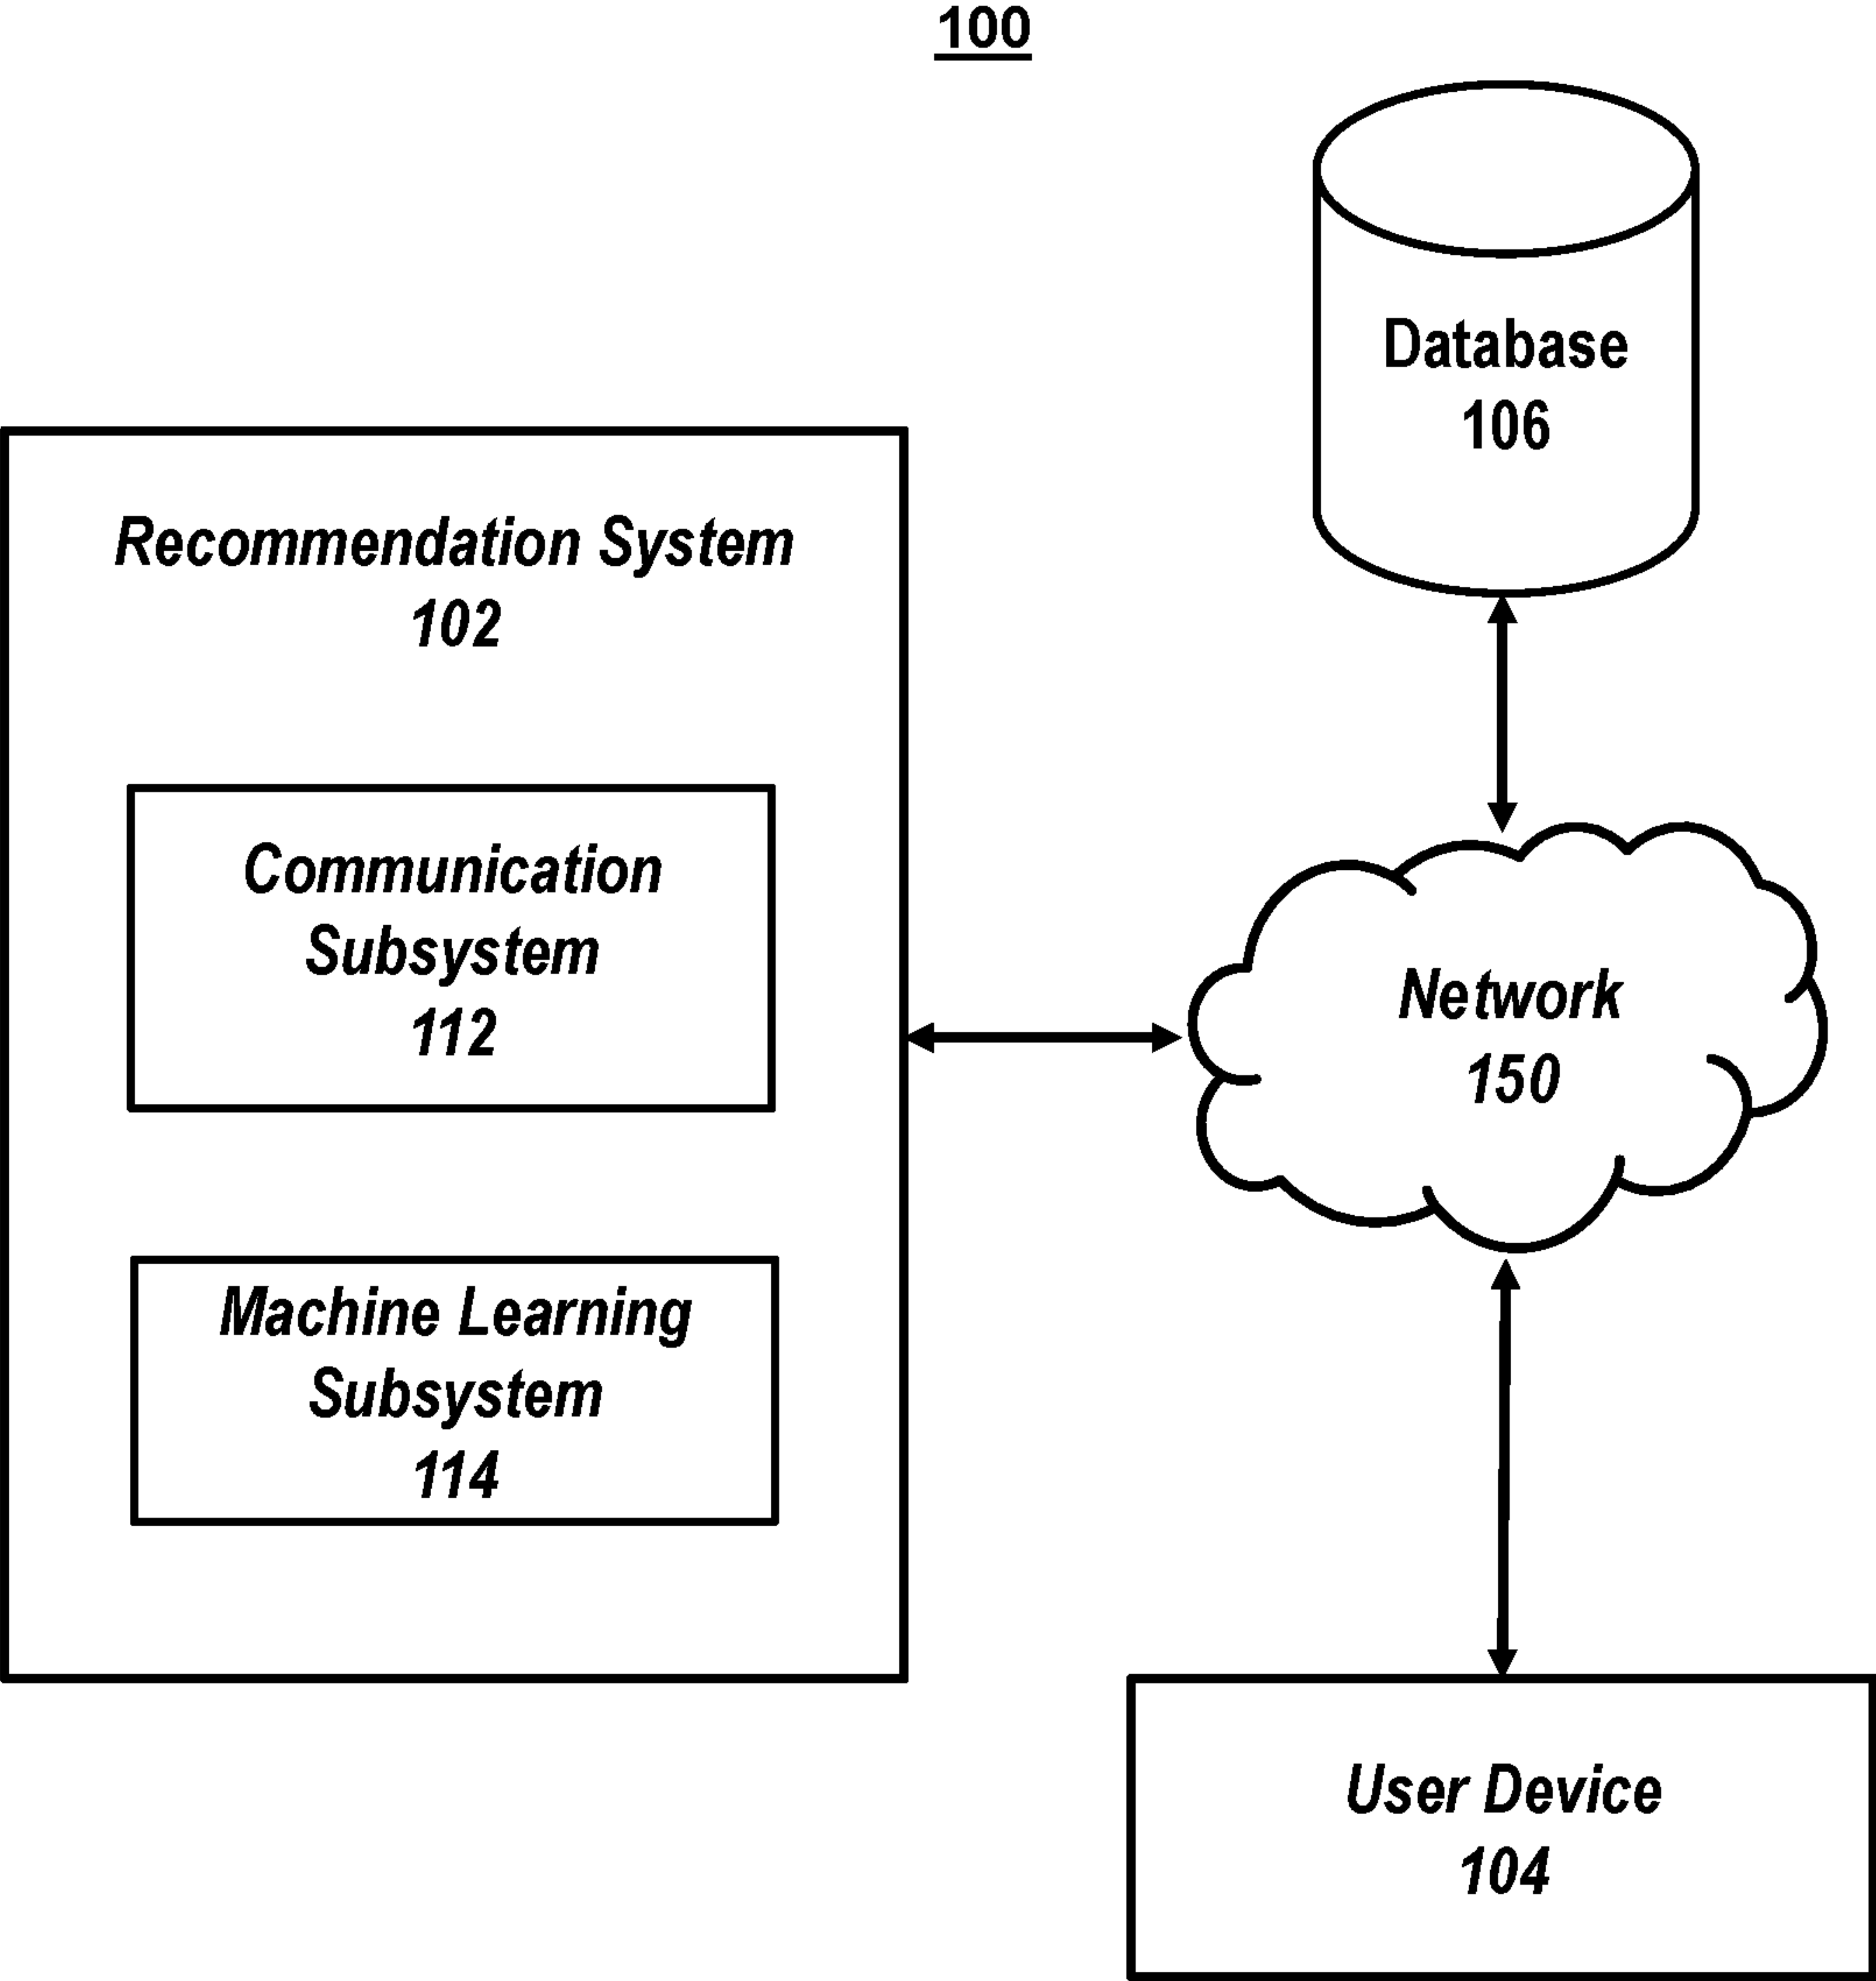 100
Database
106
Recommendation System
102
Communication
Subsystem
112
Network
150
Machine Learning
Subsystem
114
User Device
104